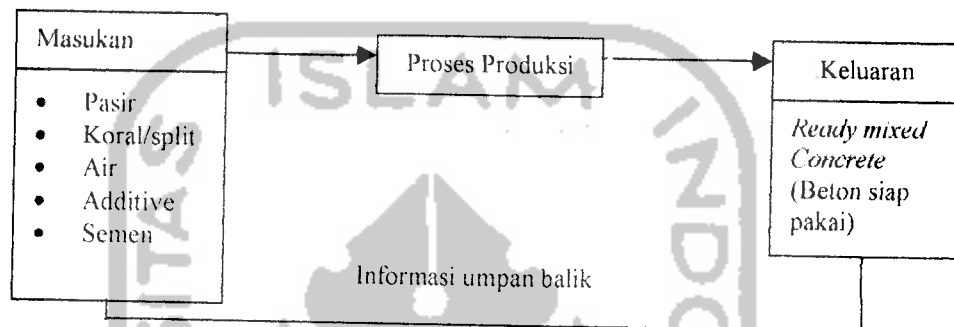 Masukan
• Pasir
• Koral/split
• Air
• Additive
• Semen
Proses Produksi
Keluaran
Ready mixed
Concrete
(Beton siap
pakai)
Informasi umpan balik
ISLAM